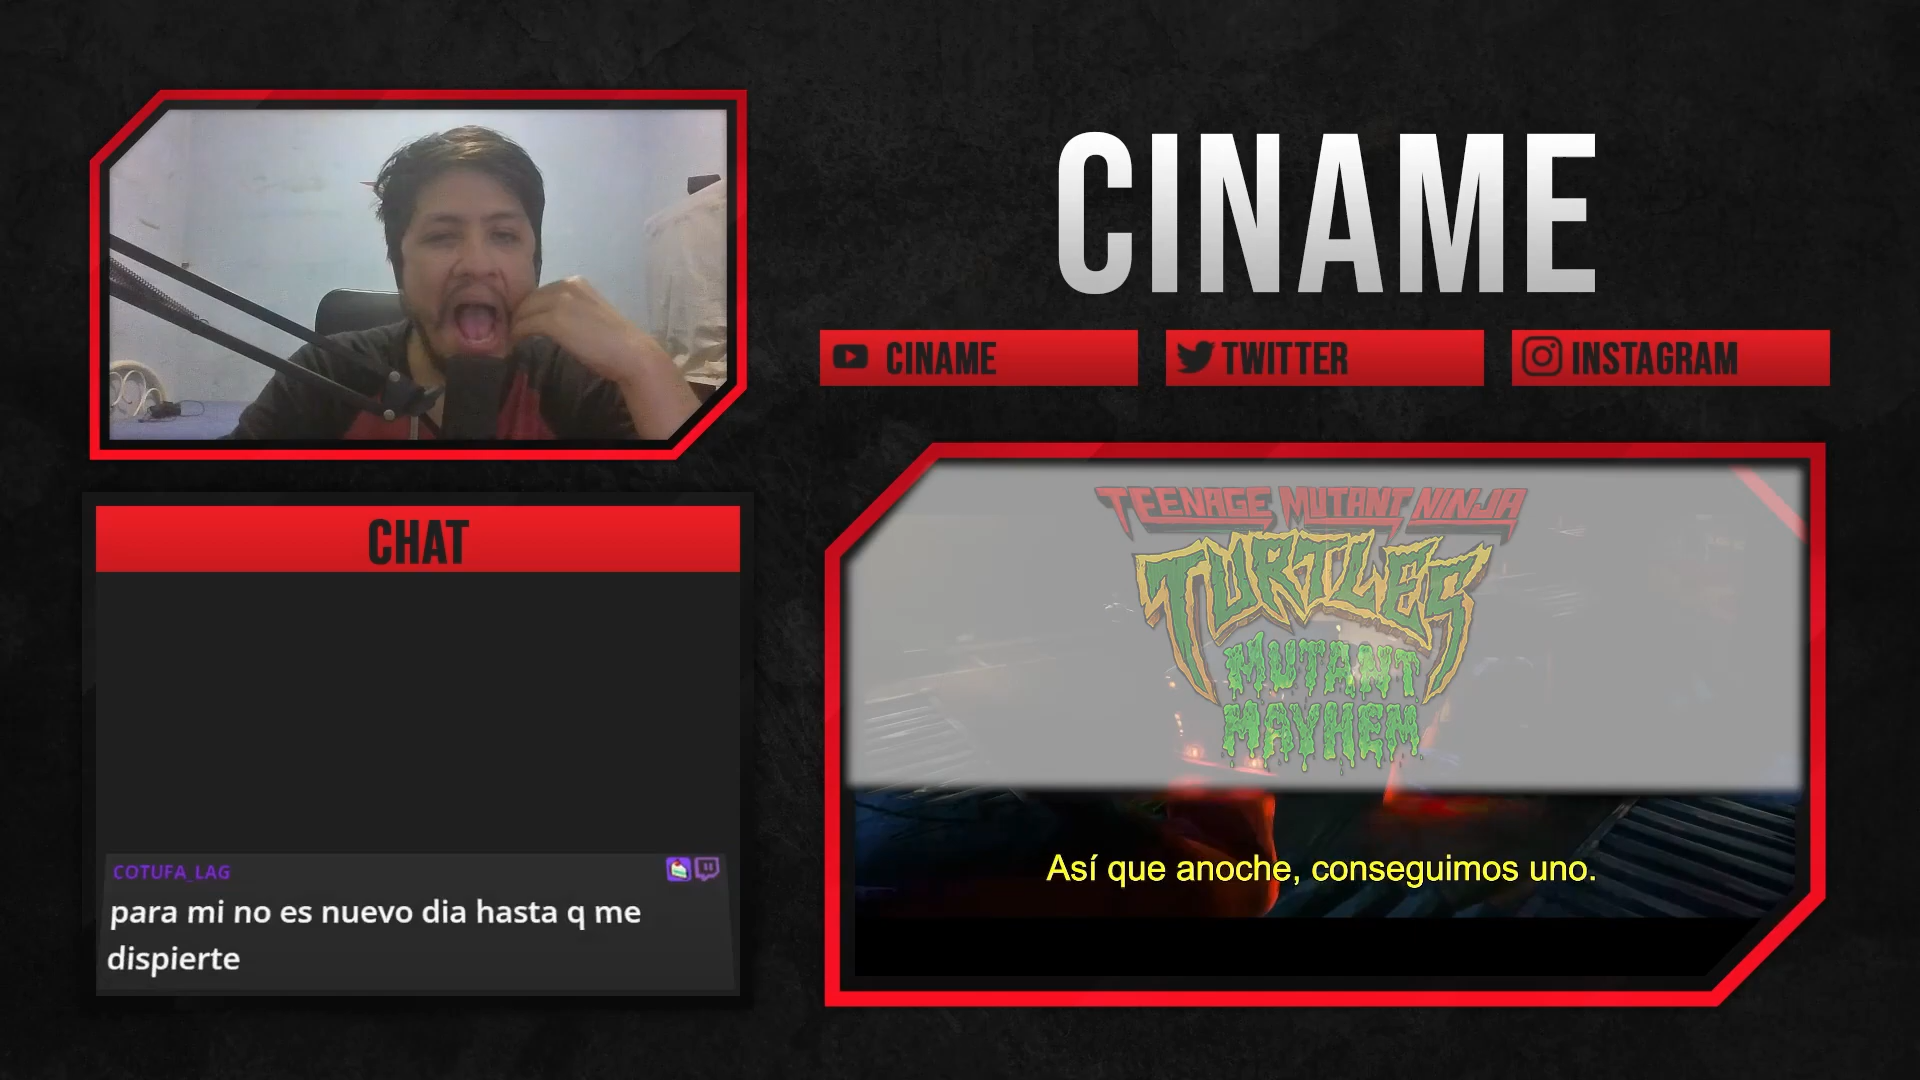 CINAME
CINAME
TWITTER
INSTAGRAM
CHAT
COTUFA_LAG
para mi no es nuevo dia hasta q me
dispierte
TEENAGE MUTANT NINJA
TURTLES
MUTANT
MAYHEM
Así que anoche, conseguimos uno.